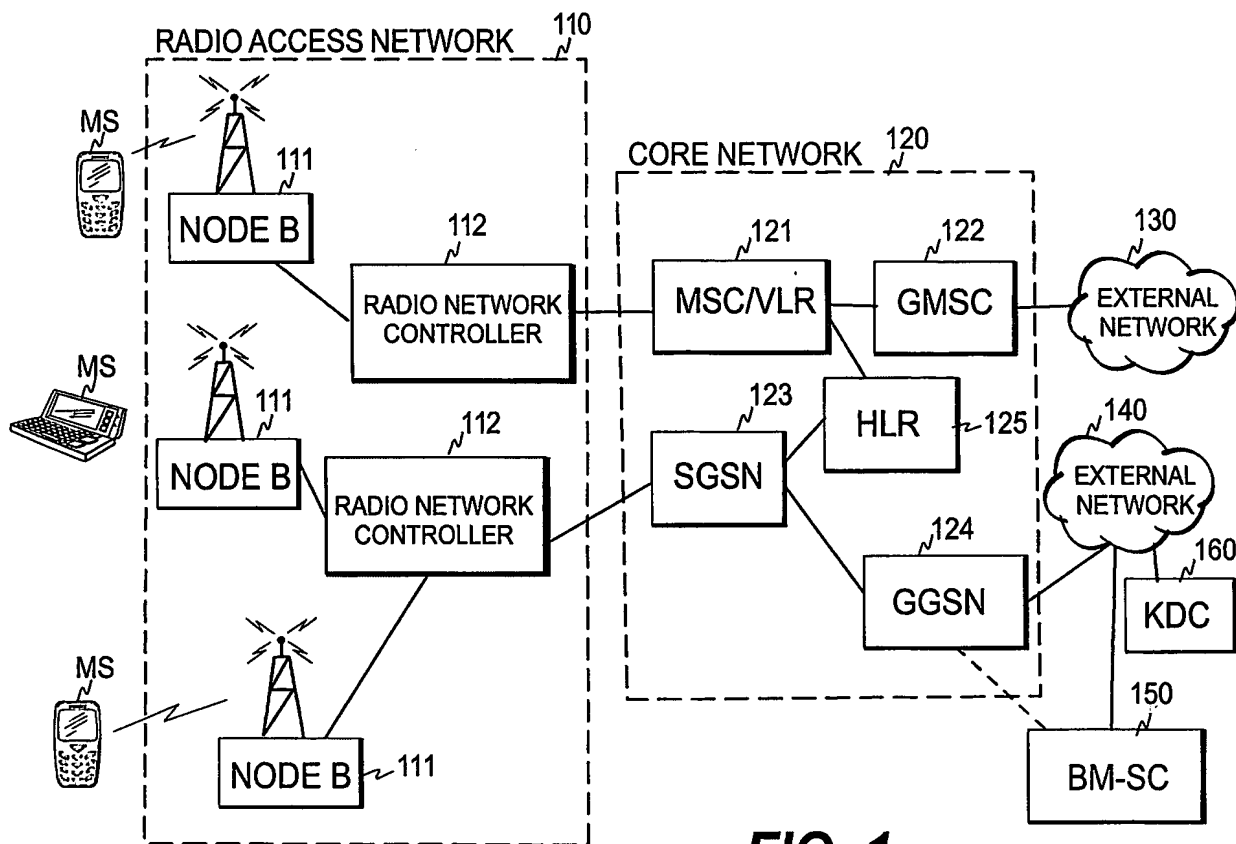 RADIO ACCESS NETWORK
110
MS
111
NODE B
112
RADIO NETWORK
CONTROLLER
MS
111
NODE B
112
RADIO NETWORK
CONTROLLER
MS
NODE B
111
CORE NETWORK
120
121
MSC/VLR
122
GMSC
130
EXTERNAL
NETWORK
123
SGSN
HLR
125
140
EXTERNAL
NETWORK
124
GGSN
160
KDC
150
BM-SC
FIG. 1